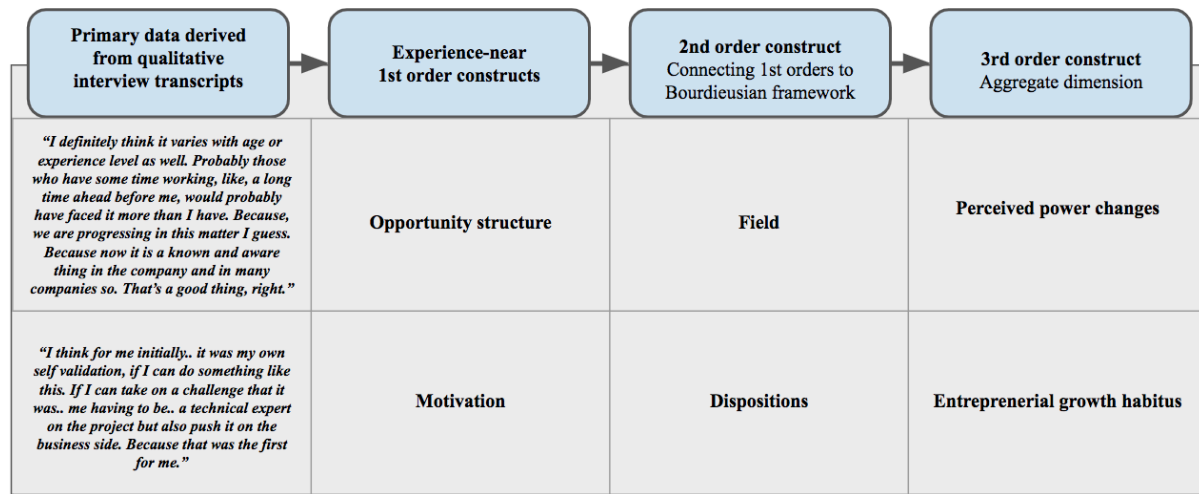 Primary data derived
from qualitative
interview transcripts
Experience-near
1st order constructs
2nd order construct
Connecting 1st orders to
Bourdieusian framework
3rd order construct
Aggregate dimension
“I definitely think it varies with age or
experience level as well. Probably those
who have some time working, like, a long
time ahead before me, would probably
have faced it more than I have. Because,
we are progressing in this matter I guess.
Because now it is a known and aware
thing in the company and in many
companies so. That’s a good thing, right.”
Opportunity structure
Field
Perceived power changes
“I think for me initially.. it was my own
self validation, if I can do something like
this. If I can take on a challenge that it
was.. me having to be.. a technical expert
on the project but also push it on the
business side. Because that was the first
for me.”
Motivation
Dispositions
Entreprenerial growth habitus